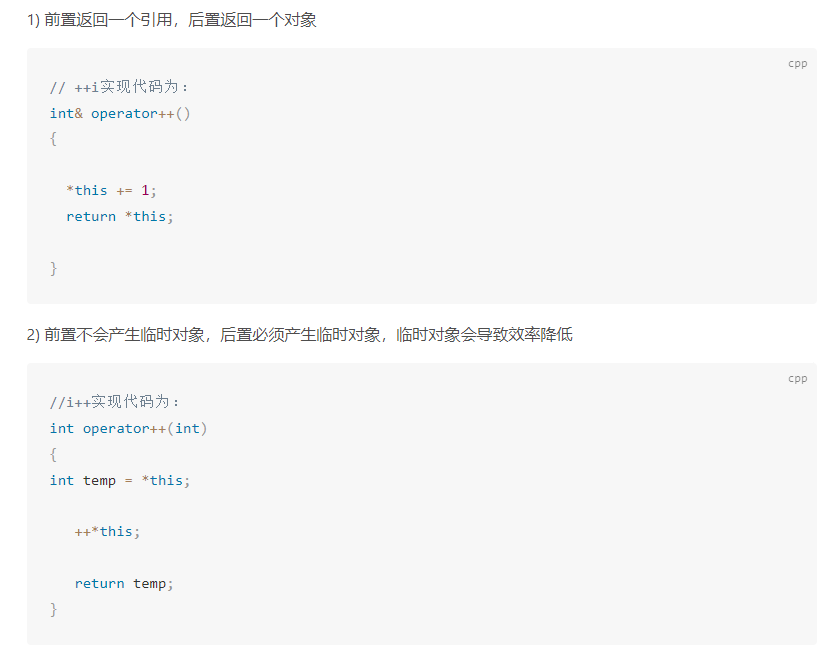 1) 前置返回一个引用，后置返回一个对象
cpp
// ++i实现代码为：
int& operator++()
{
*this += 1;
return *this;
}
2) 前置不会产生临时对象，后置必须产生临时对象，临时对象会导致效率降低
cpp
//i++实现代码为：
int operator++(int)
{
int temp = *this;
++*this;
return temp;
}